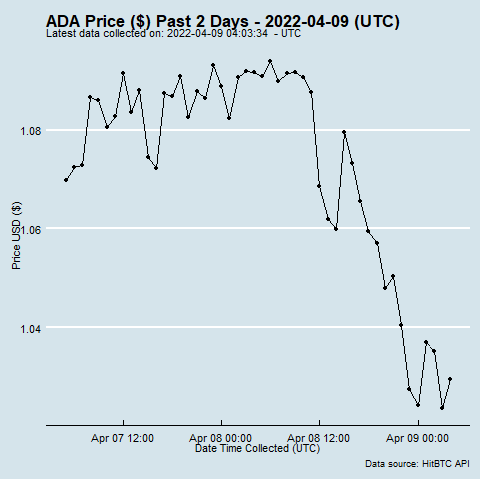 ADA Price ($) Past 2 Days - 2022-04-09 (UTC)
Latest data collected on: 2022-04-09 04:03:34 - UTC
1.08
1.06
1.04
Price USD ($)
Apr 07 12:00
Apr 08 00:00
Apr 08 12:00
Apr 09 00:00
Date Time Collected (UTC)
Data source: HitBTC API